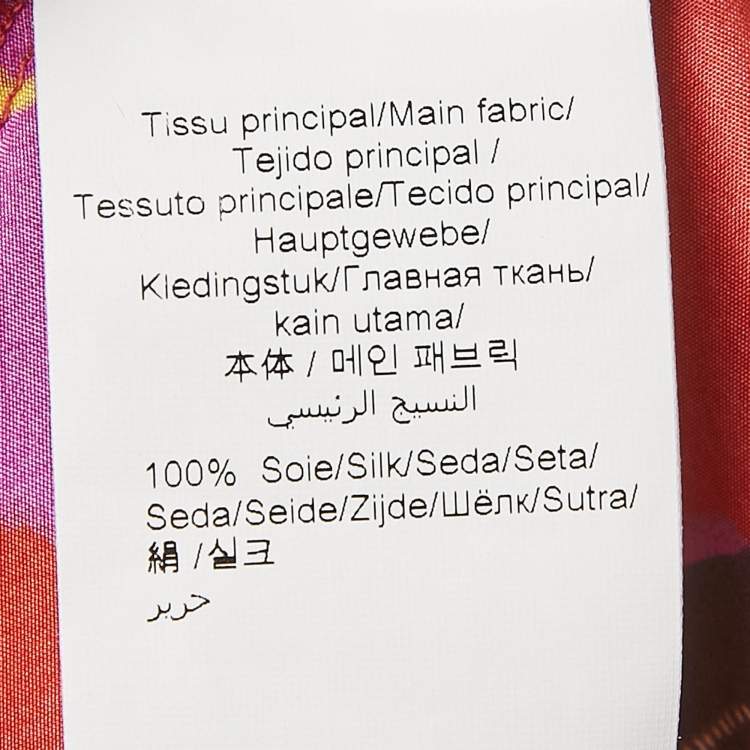 Tissu principal/Main fabric/
Tejido principal /
Tessuto principale/Tecido principal/
Hauptgewebe/
Kledingstuk/Главная ткань/
kain utama/
本体 / 메인 패브릭
النسيج الرئيسي
100% Soie/Silk/Seda/Seta/
Seda/Seide/Zijde/Шёлк/Sutra/
絹 /실크
حرير